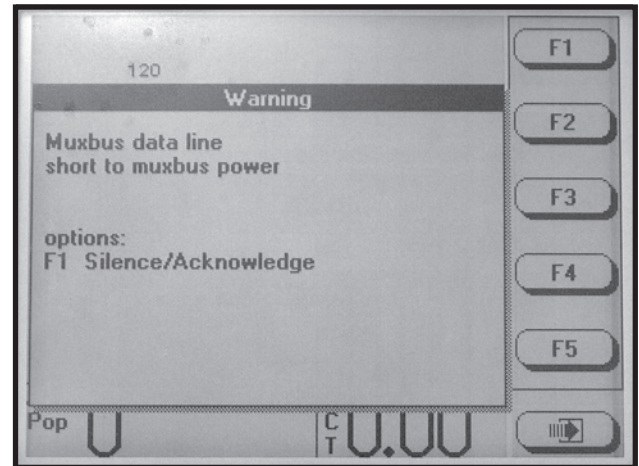 120
Warning
Muxbus data line
short to muxbus power
options:
F1 Silence/Acknowledge
F1
F2
F3
F4
F5
Pop
C
T